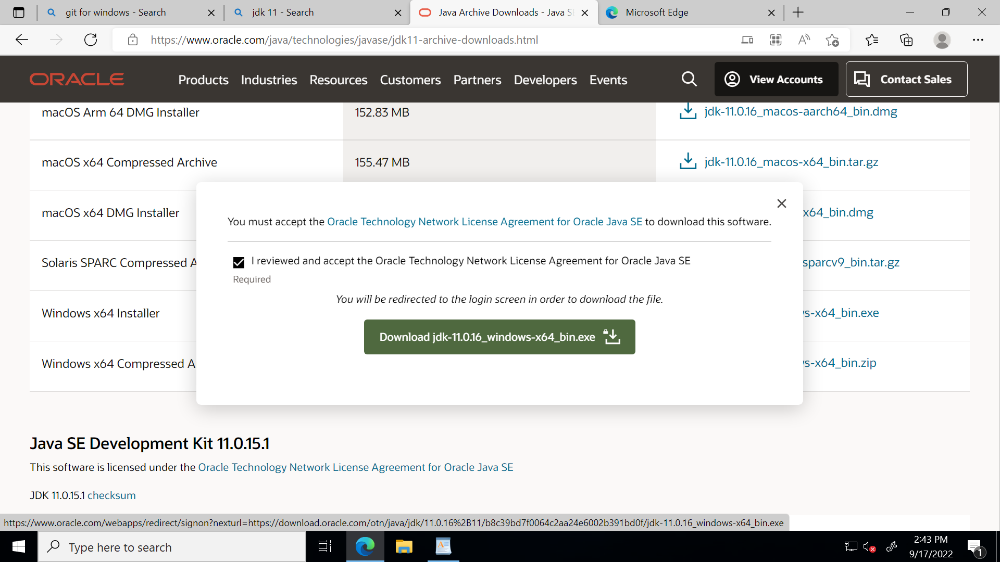 git for windows - Search
jdk 11 - Search
Java Archive Downloads - Java S
Microsoft Edge
https://www.oracle.com/java/technologies/javase/jdk11-archive-downloads.html
ORACLE
Products
Industries
Resources
Customers
Partners
Developers
Events
View Accounts
Contact Sales
macOS Arm 64 DMG Installer
152.83 MB
jdk-11.0.16_macos-aarch64_bin.dmg
macOS x64 Compressed Archive
155.47 MB
jdk-11.0.16_macos-x64_bin.tar.gz
macOS x64 DMG Installer
x64_bin.dmg
You must accept the Oracle Technology Network License Agreement for Oracle Java SE to download this software.
Solaris SPARC Compressed A
sparcv9_bin.tar.gz
I reviewed and accept the Oracle Technology Network License Agreement for Oracle Java SE
Required
You will be redirected to the login screen in order to download the file.
Windows x64 Installer
s-x64_bin.exe
Download jdk-11.0.16_windows-x64_bin.exe
Windows x64 Compressed A
s-x64_bin.zip
Java SE Development Kit 11.0.15.1
This software is licensed under the Oracle Technology Network License Agreement for Oracle Java SE
JDK 11.0.15.1 checksum
https://www.oracle.com/webapps/redirect/signon?nexturl=https://download.oracle.com/otn/java/jdk/11.0.16%2B11/b8c39bd7f0064c2aa24e6002b391bd0f/jdk-11.0.16_windows-x64_bin.exe
Type here to search
2:43 PM
9/17/2022
1